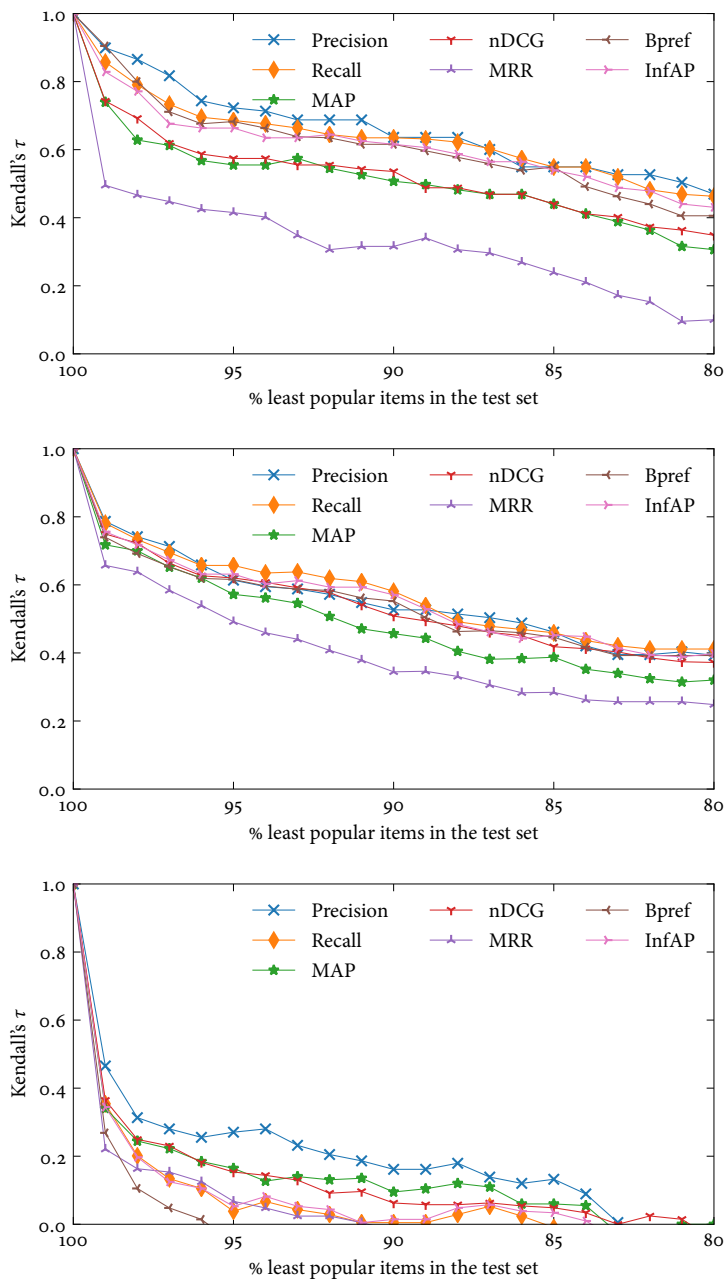 1.0
0.8
0.6
0.4
0.2
0.0
Kendall's τ
Precision
Recall
MAP
nDCG
MRR
Bpref
InfAP
100
95
90
85
80
% least popular items in the test set
1.0
0.8
0.6
0.4
0.2
0.0
Kendall's τ
Precision
Recall
MAP
nDCG
MRR
Bpref
InfAP
100
95
90
85
80
% least popular items in the test set
1.0
0.8
0.6
0.4
0.2
0.0
Kendall's τ
Precision
Recall
MAP
nDCG
MRR
Bpref
InfAP
100
95
90
85
80
% least popular items in the test set